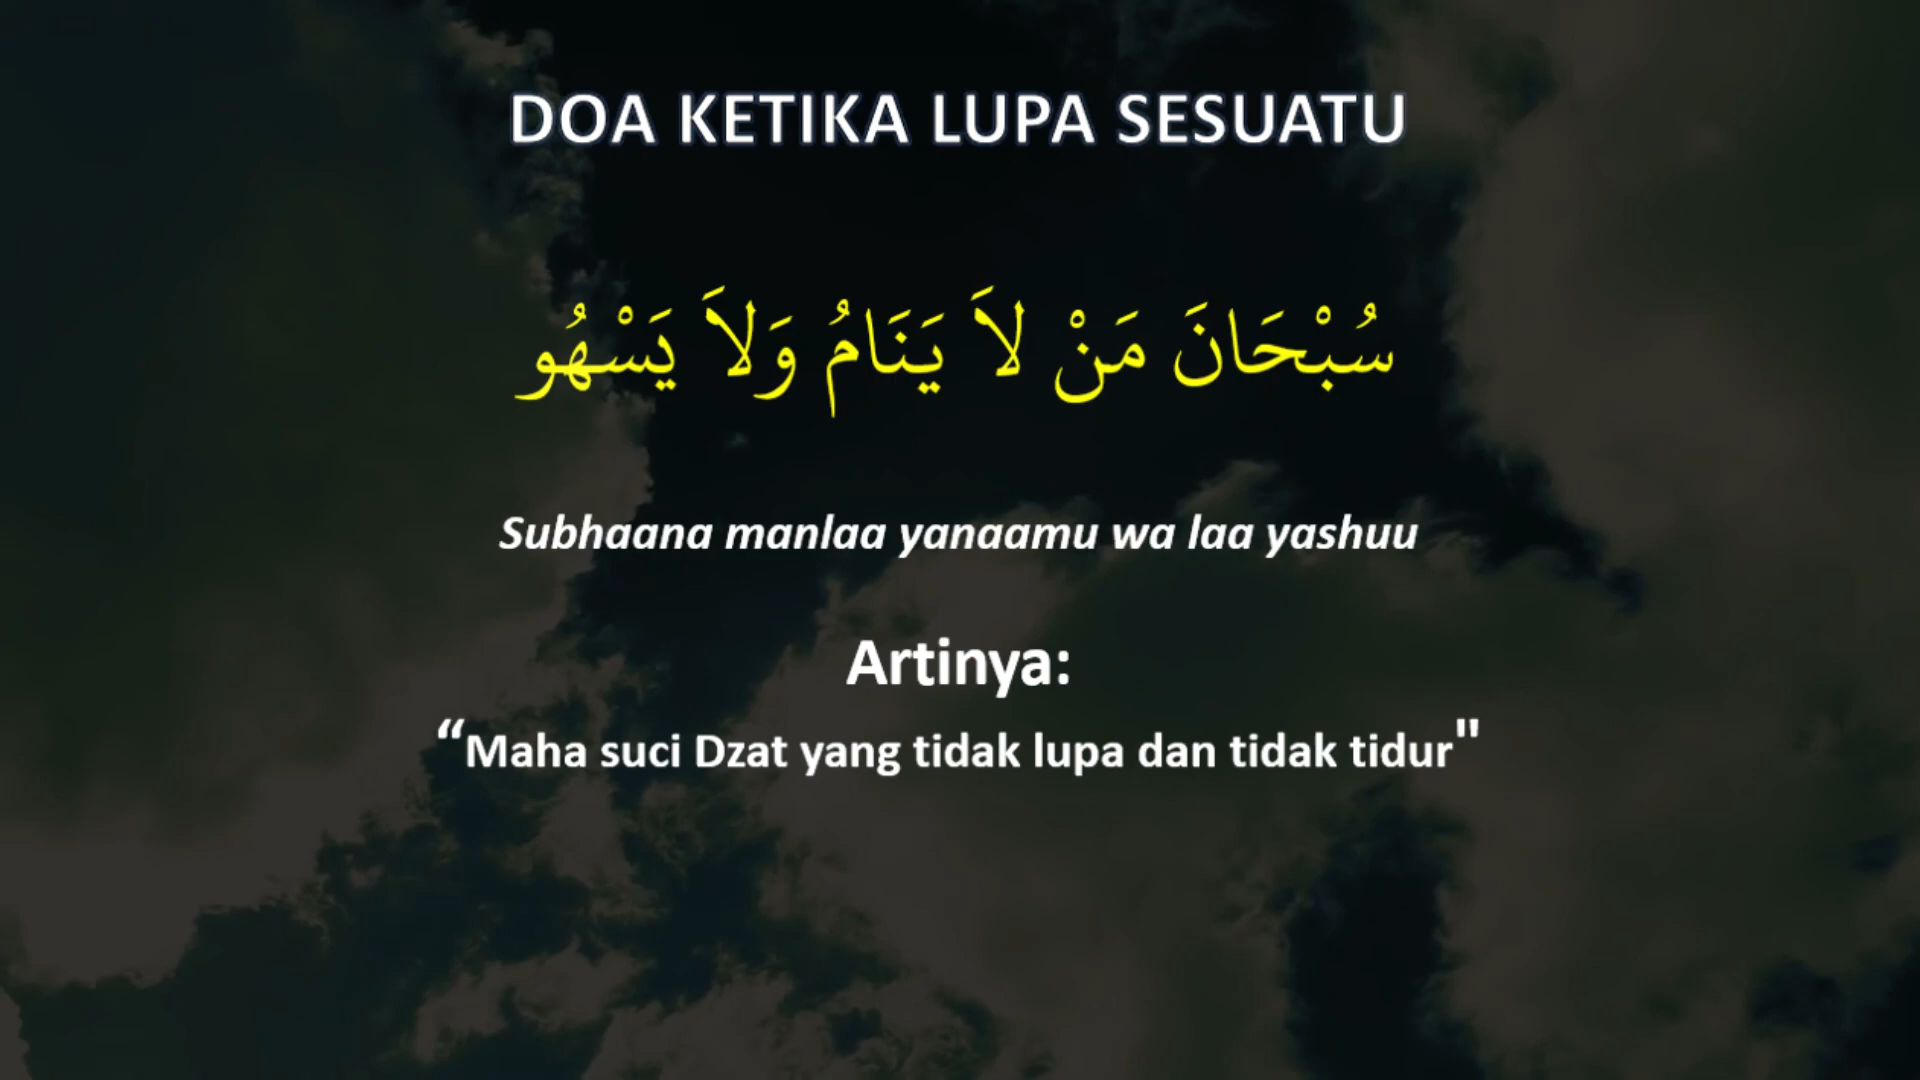 DOA KETIKA LUPA SESUATU
سُبْحَانَ مَنْ لاَ يَنَامُ وَلاَ يَسْهُو
Subhaana manlaa yanaamu wa laa yashuu
Artinya:
“Maha suci Dzat yang tidak lupa dan tidak tidur"